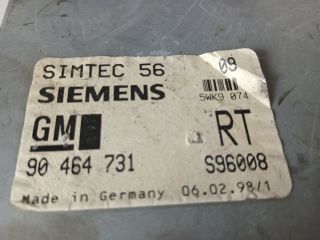 SIMTEC 56 09
SIEMENS 5WK9 074
GM RT
90 464 731 S96008
Made in Germany 06.02.98/1